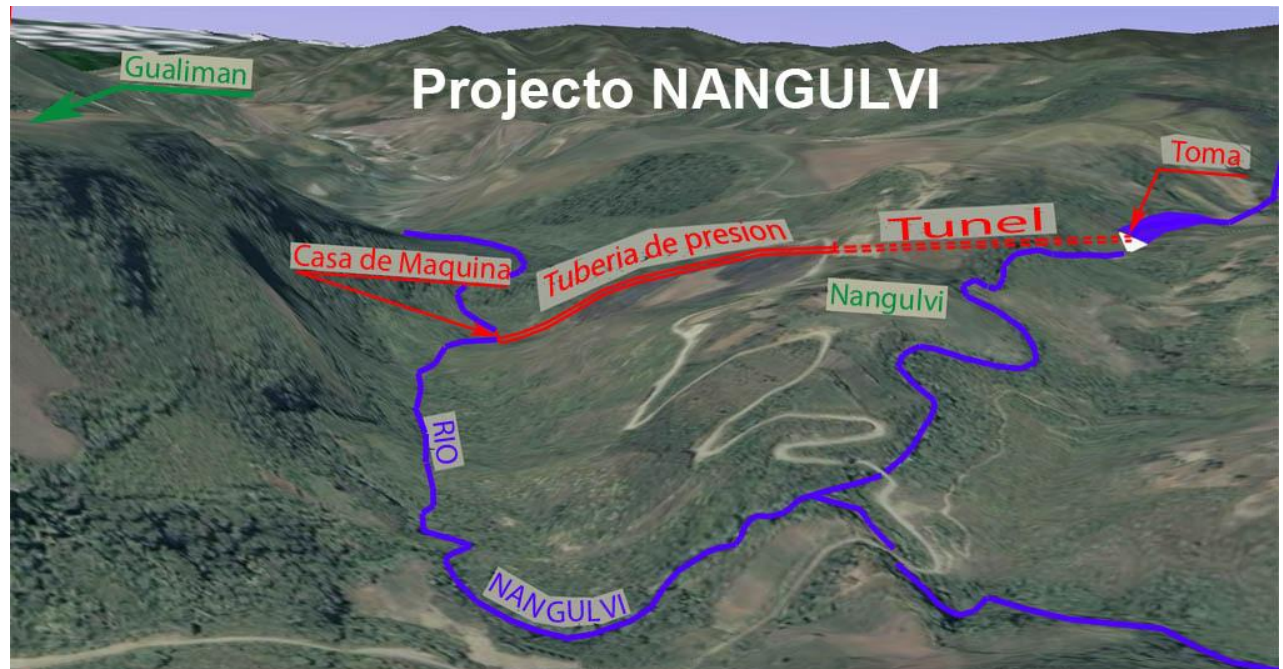 Gualiman
Projecto NANGULVI
Toma
Tunel
Tuberia de presion
Casa de Maquina
Nangulvi
RIO
NANGULVI